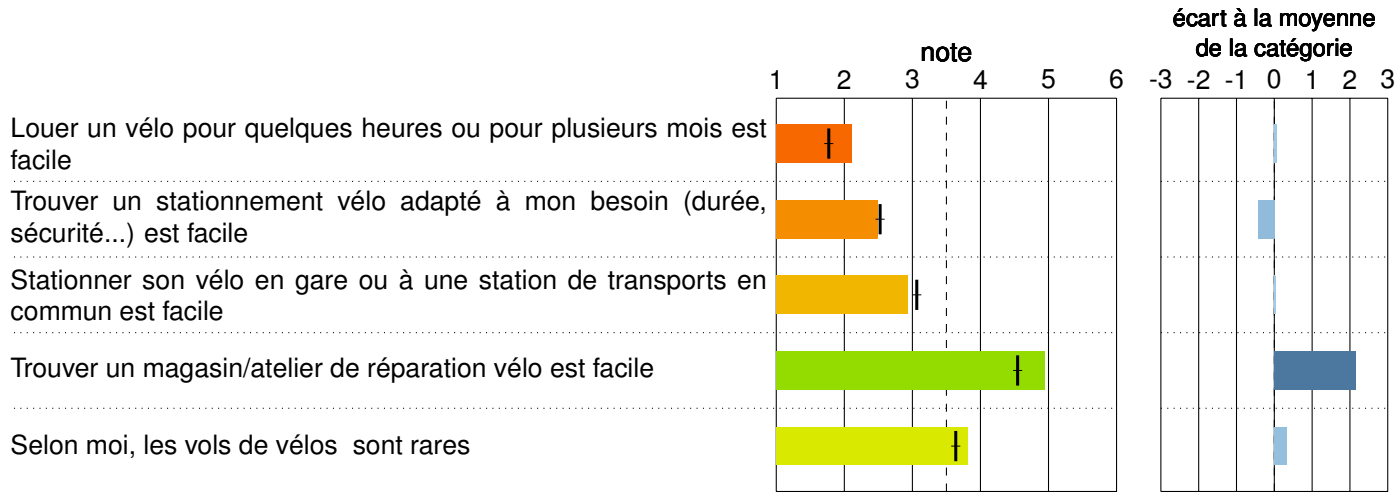 écart à la moyenne
de la catégorie
note
1 2 3 4 5 6
-3 -2 -1 0 1 2 3
Louer un vélo pour quelques heures ou pour plusieurs mois est
facile
Trouver un stationnement vélo adapté à mon besoin (durée,
sécurité...) est facile
Stationner son vélo en gare ou à une station de transports en
commun est facile
Trouver un magasin/atelier de réparation vélo est facile
Selon moi, les vols de vélos sont rares